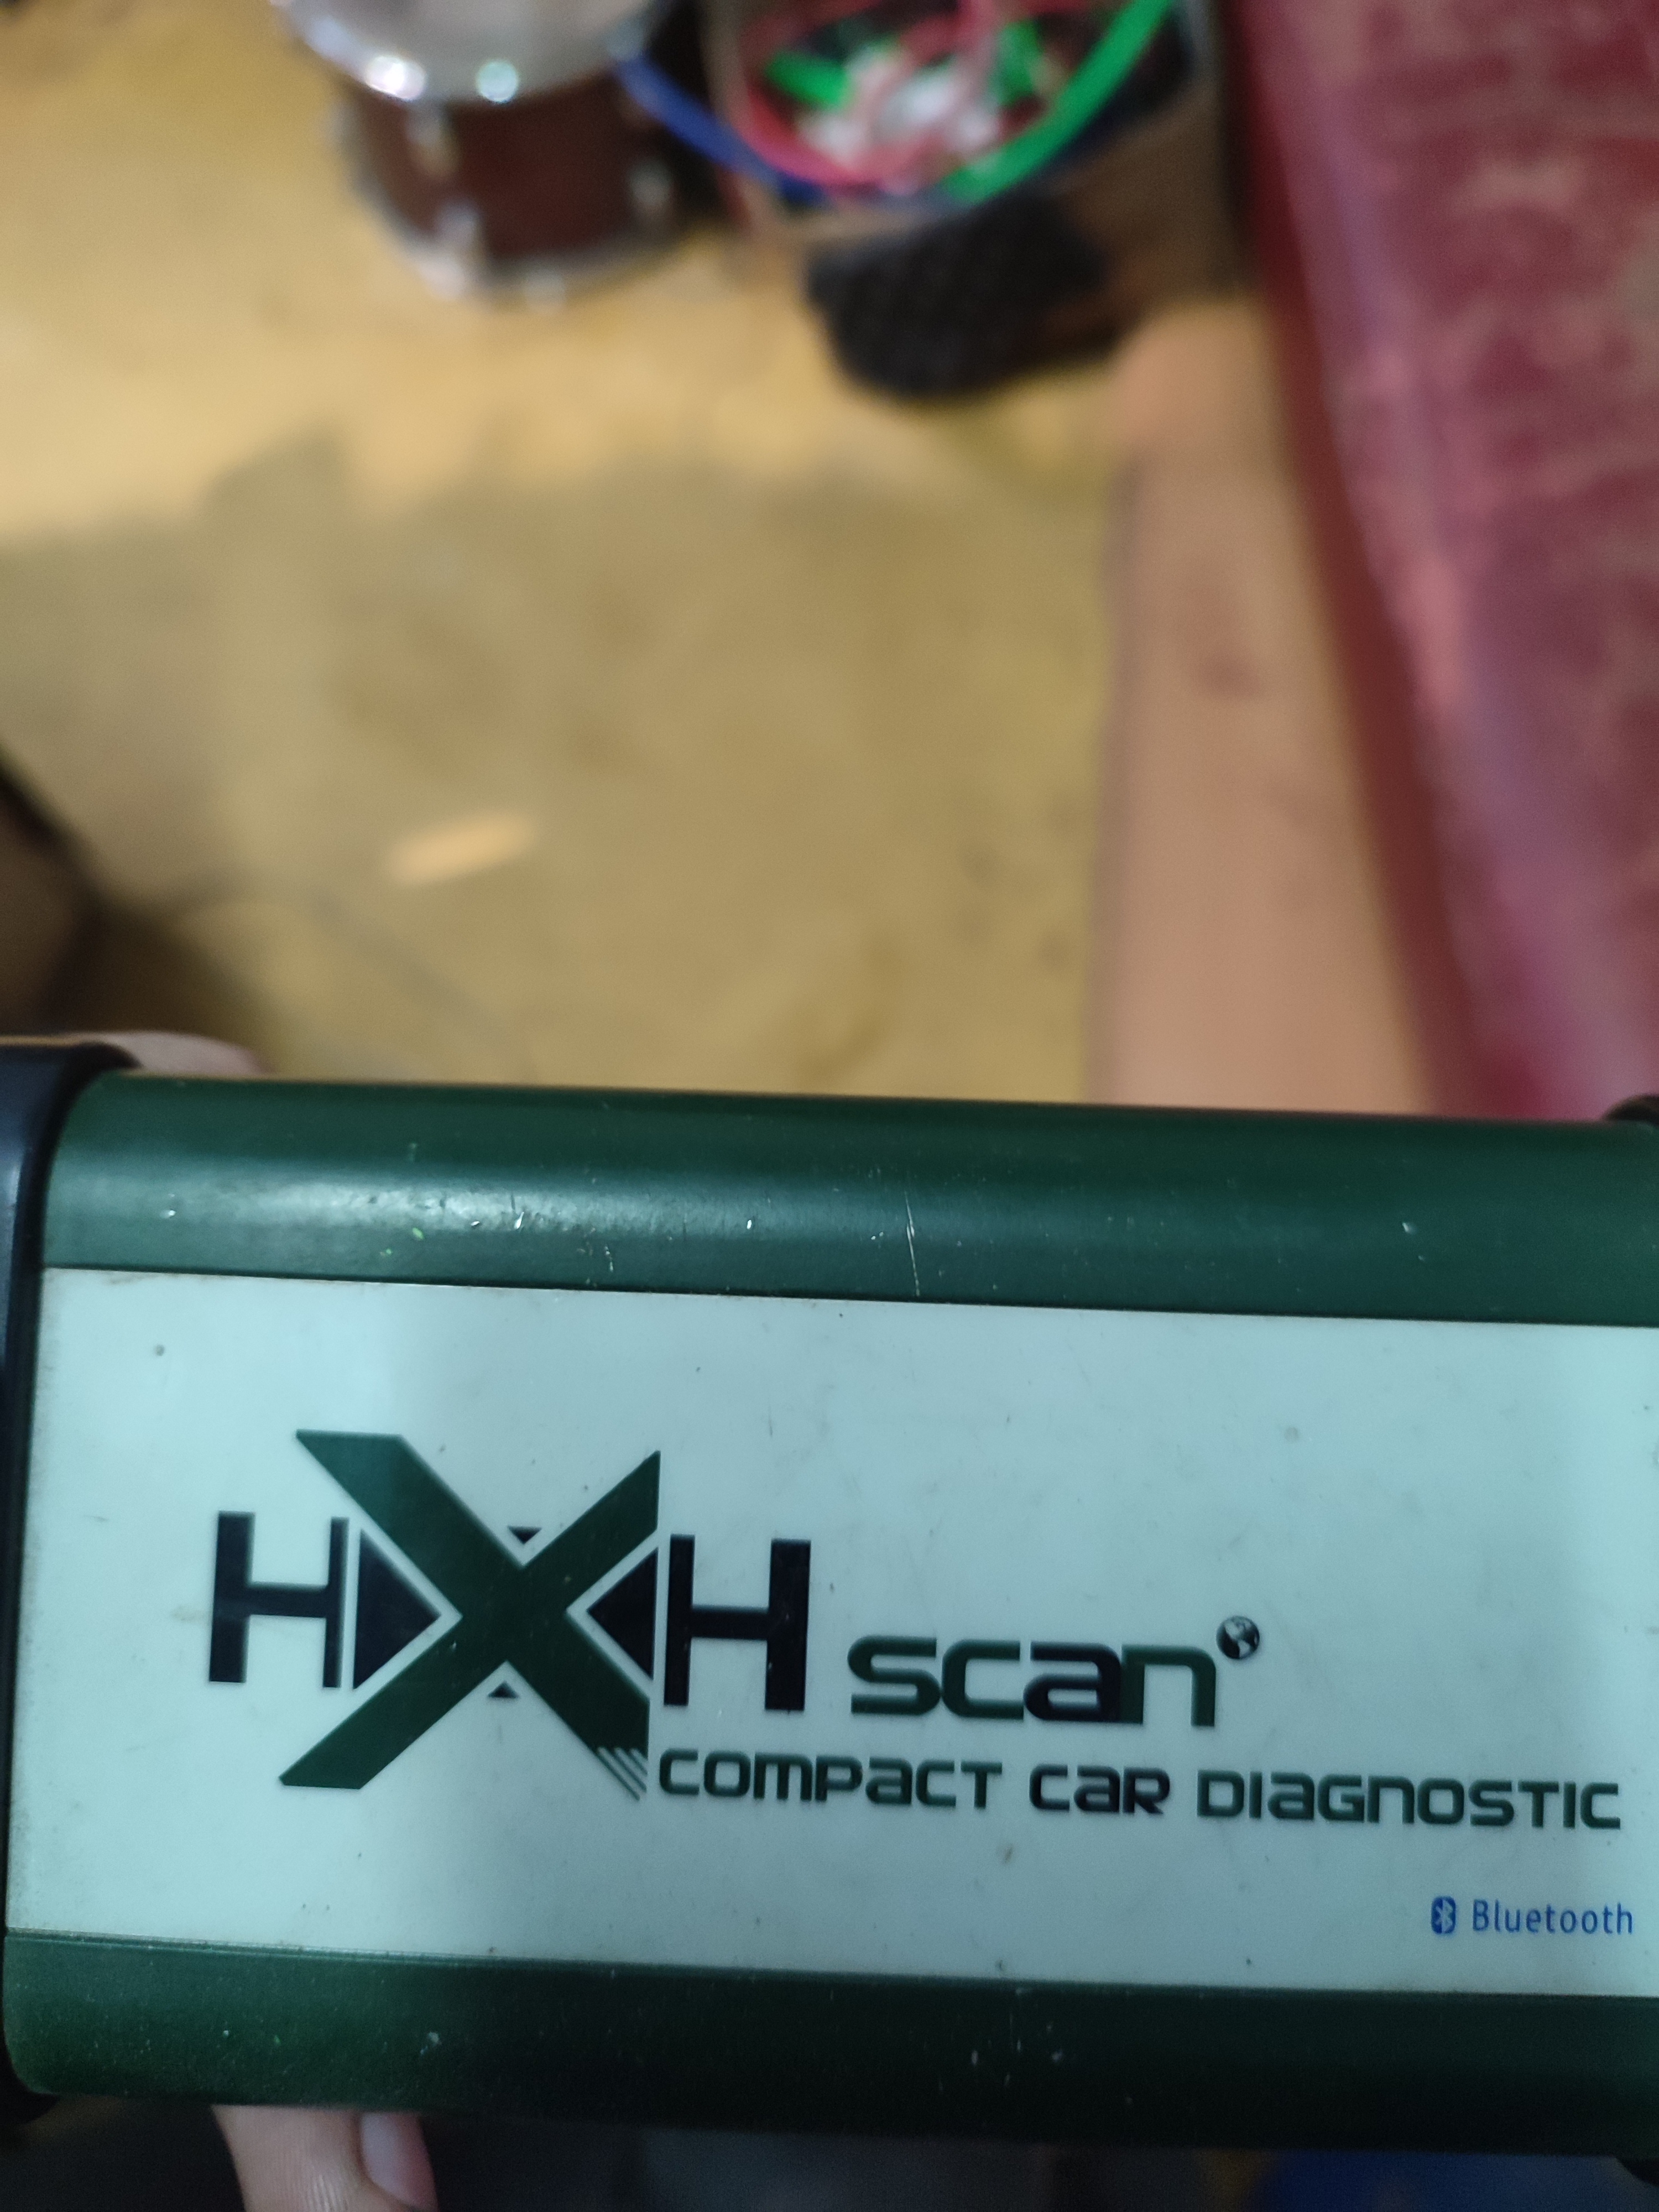 HXH scan
COMPACT CAR DIAGNOSTIC
Bluetooth